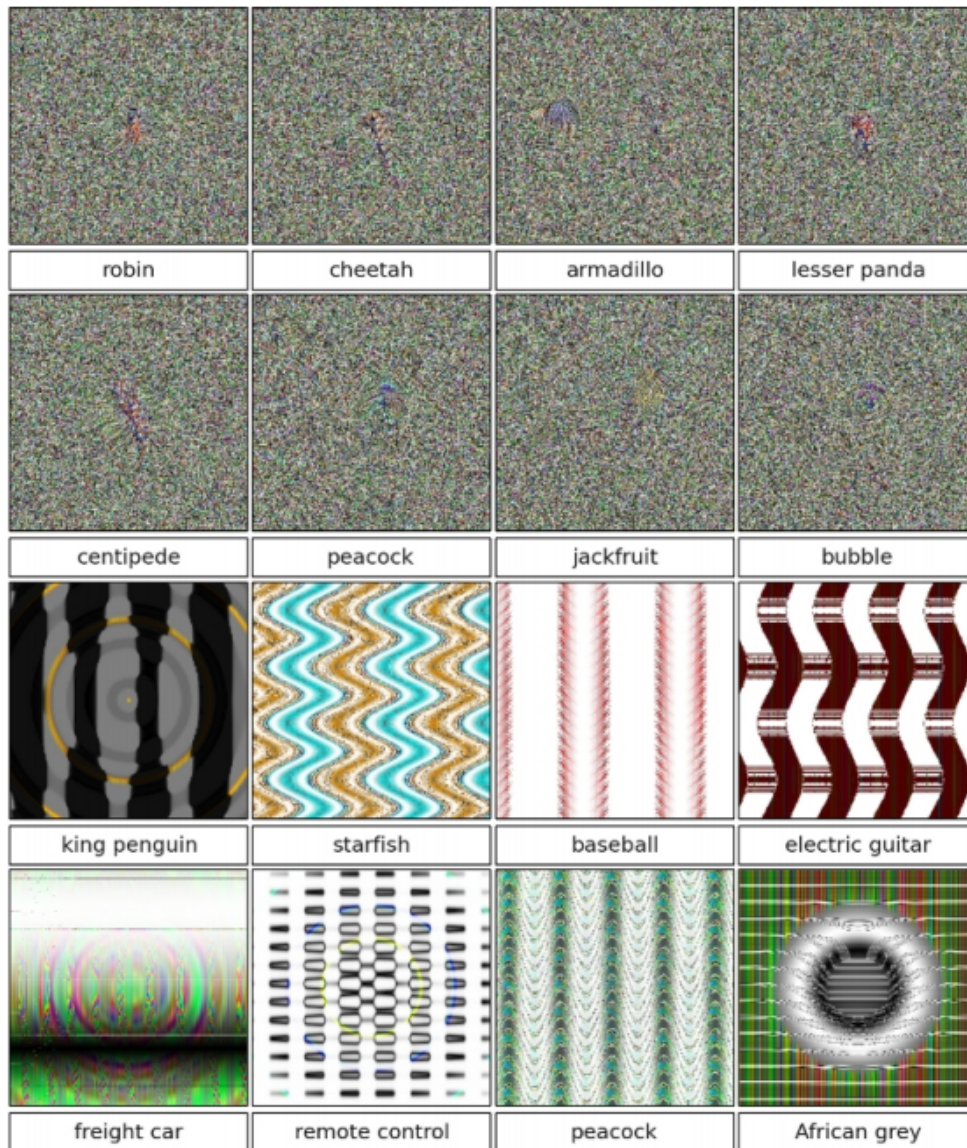 robin
cheetah
armadillo
lesser panda
centipede
peacock
jackfruit
bubble
king penguin
starfish
baseball
electric guitar
freight car
remote control
peacock
African grey